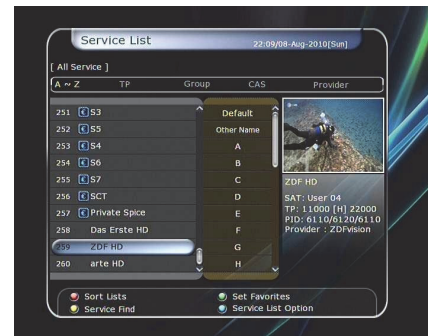 Service List
22:09/08-Aug-2010[Sun]
[ All Service ]
A ~ Z TP Group CAS Provider
251 € S3
252 € S5
253 € S4
254 € S6
255 € S7
256 € SCT
257 € Private Spice
258 Das Erste HD
259 ZDF HD
260 arte HD
Default
Other Name
A
B
C
D
E
F
G
H
ZDF HD
SAT: User 04
TP: 11000 [H] 22000
PID: 6110/6120/6110
Provider : ZDFvision
Sort Lists
Set Favorites
Service Find
Service List Option